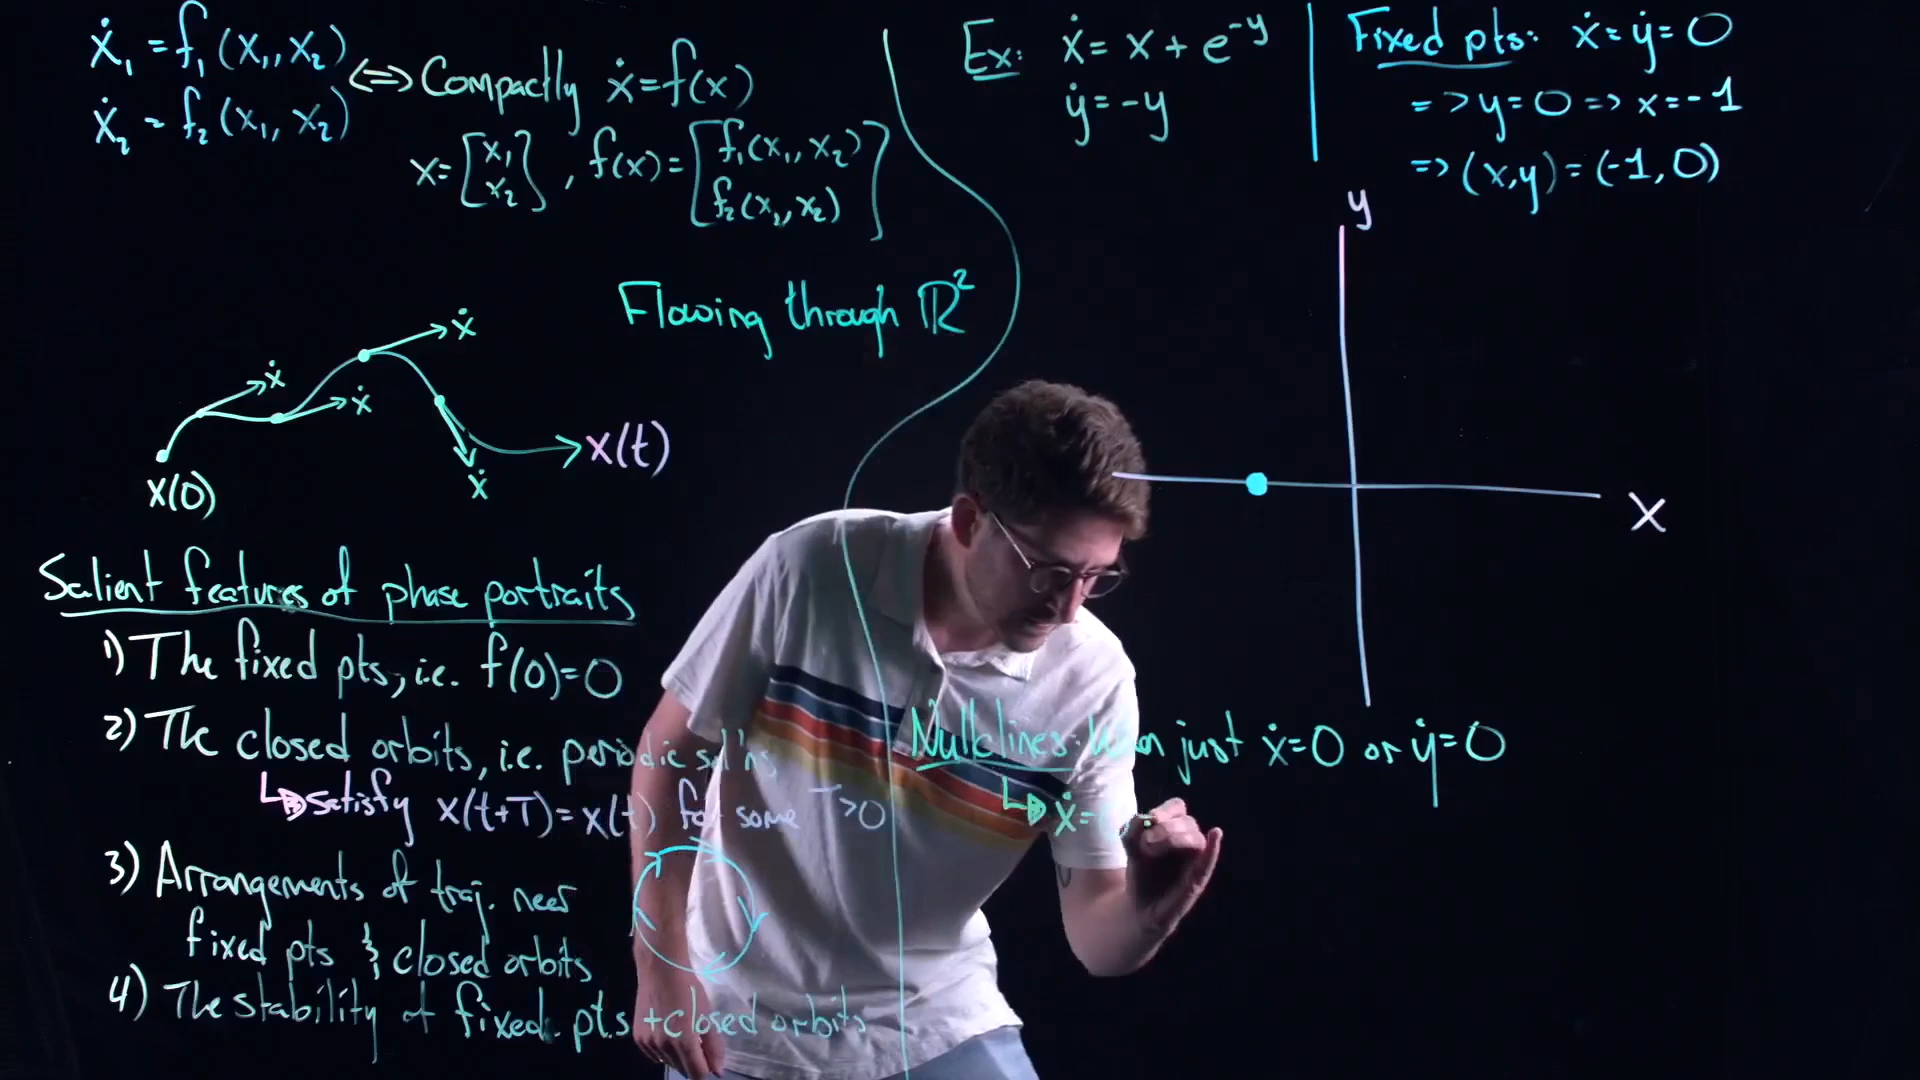 ẋ₁ = f₁(x₁, x₂)
ẋ₂ = f₂(x₁, x₂)
⇔ Compactly ẋ = f(x)
x = [x₁ x₂], f(x) = [f₁(x₁, x₂) f₂(x₁, x₂)]
Flowing through ℝ²
ẋ
ẋ
ẋ
ẋ
x(0)
x(t)
Salient features of phase portraits
1) The fixed pts, i.e. f(0)=0
2) The closed orbits, i.e. periodic sol'ns
↳ satisfy x(t+T) = x(t) for some T>0
3) Arrangements of traj. near
fixed pts & closed orbits
4) The stability of fixed pts + closed orbits
Ex: ẋ = x + e^-y
ẏ = -y
Fixed pts: ẋ = ẏ = 0
=> y = 0 => x = -1
=> (x,y) = (-1, 0)
y
x
Nullclines: When just ẋ=0 or ẏ=0
↳ ẋ=